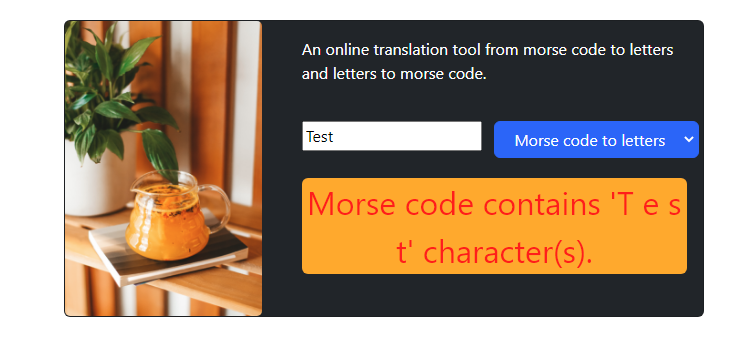 An online translation tool from morse code to letters
and letters to morse code.
Test
Morse code to letters
Morse code contains 'T e s
t' character(s).